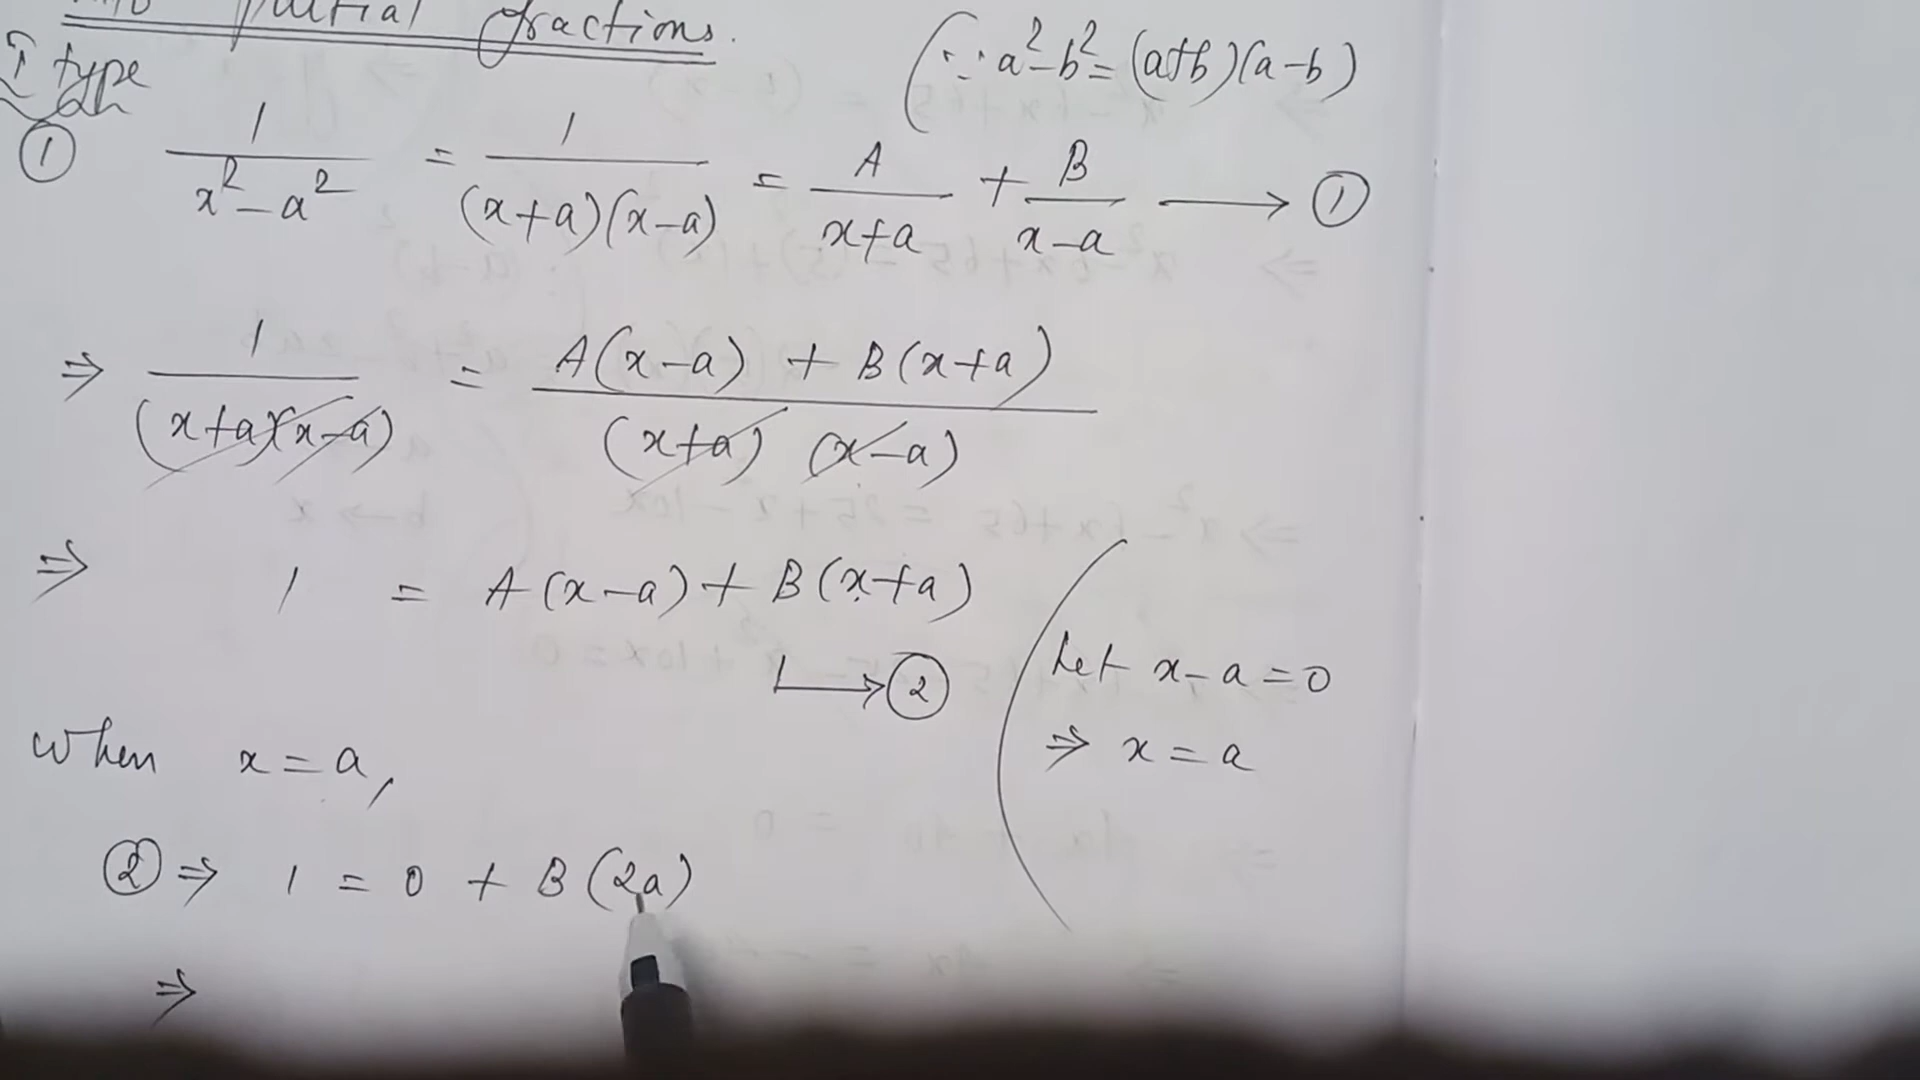 partial fractions.
I type
(∵ a²-b² = (a+b)(a-b)
① 1/(x²-a²) = 1/((x+a)(x-a)) = A/(x+a) + B/(x-a) ⟶ ①
⇒ 1/((x+a)(x-a)) = (A(x-a) + B(x+a))/((x+a) (x-a))
⇒ 1 = A(x-a) + B(x+a)
↳ ②
Let x-a=0
⇒ x = a
When x = a,
② ⇒ 1 = 0 + B(2a)
⇒